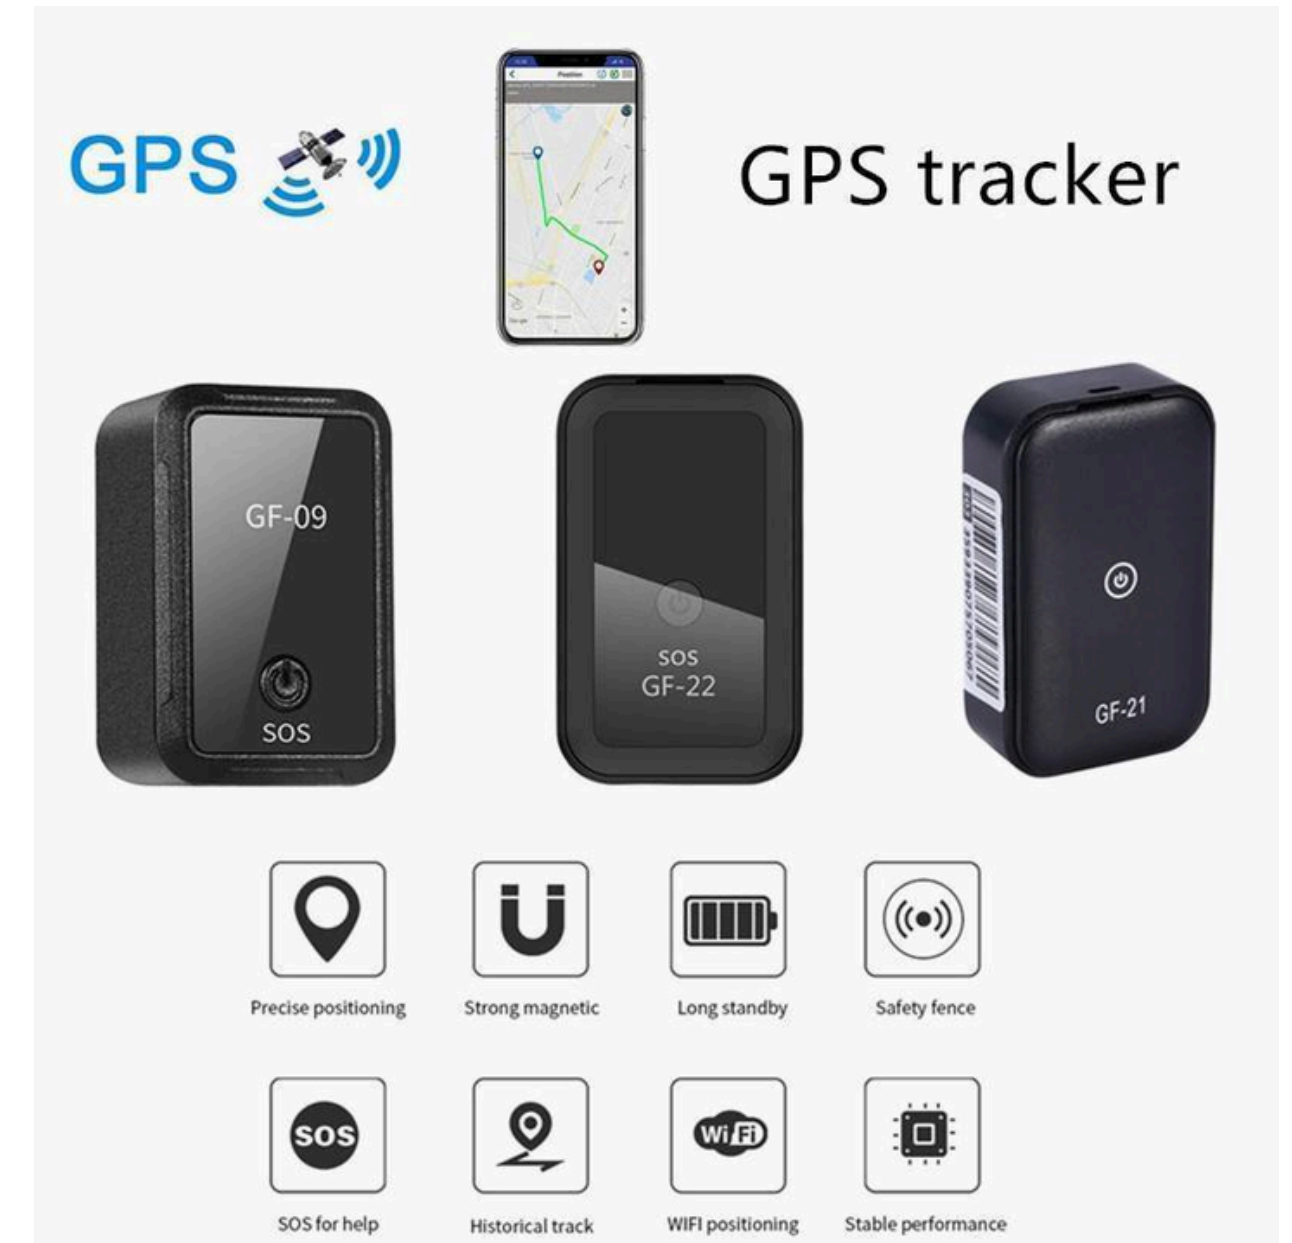 GPS
Position
GPS tracker
GF-09
SOS
SOS
GF-22
GF-21
Precise positioning
Strong magnetic
Long standby
Safety fence
SOS
WiFi
SOS for help
Historical track
WIFI positioning
Stable performance